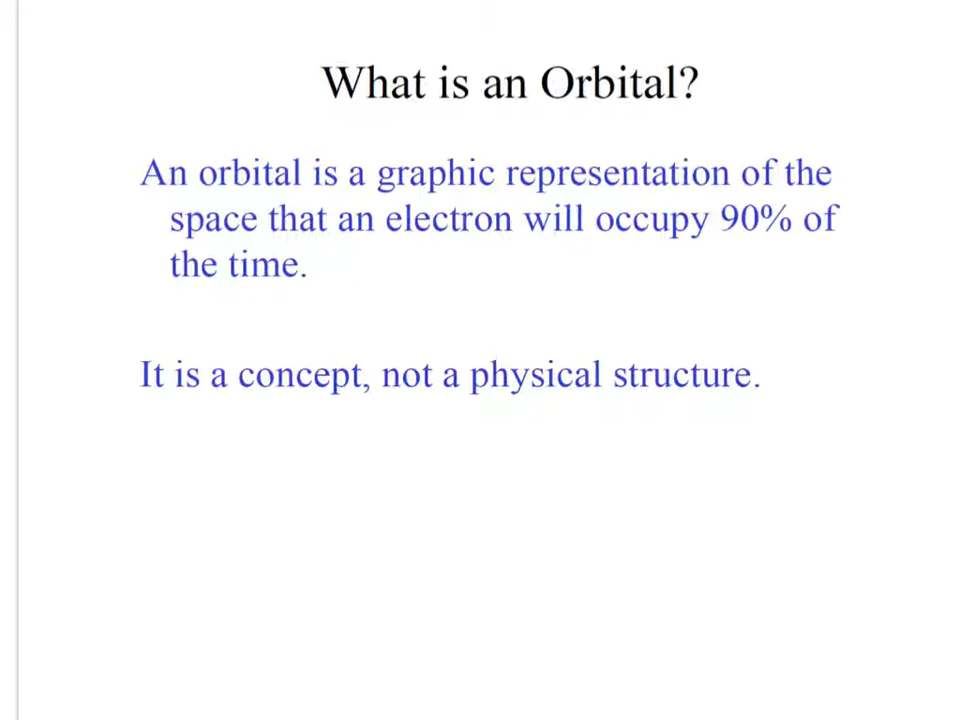 What is an Orbital?
An orbital is a graphic representation of the
space that an electron will occupy 90% of
the time.
It is a concept, not a physical structure.